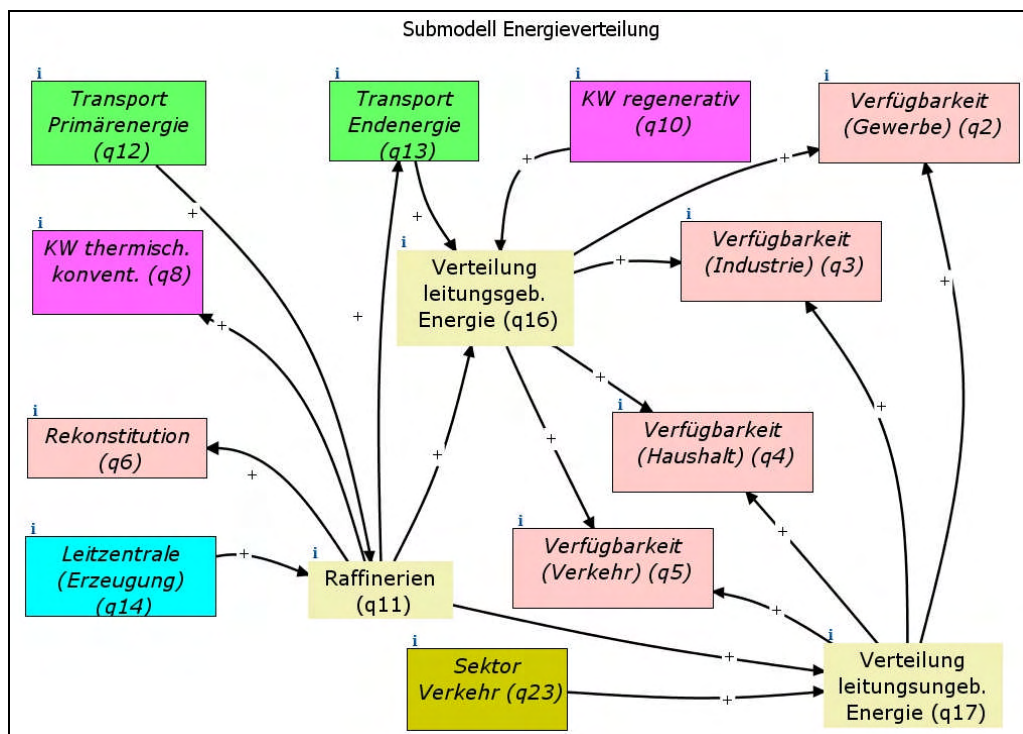 Submodell Energieverteilung
i
Transport
Primärenergie
(q12)
i
Transport
Endenergie
(q13)
i
KW regenerativ
(q10)
i
Verfügbarkeit
(Gewerbe) (q2)
+
+
+
+
i
KW thermisch.
konvent. (q8)
i
Verteilung
leitungsgeb.
Energie (q16)
i
Verfügbarkeit
(Industrie) (q3)
+
+
+
+
+
i
Rekonstitution
(q6)
i
Verfügbarkeit
(Haushalt) (q4)
+
+
+
+
i
Leitzentrale
(Erzeugung)
(q14)
+
i
Raffinerien
(q11)
i
Verfügbarkeit
(Verkehr) (q5)
+
+
+
i
Sektor
Verkehr (q23)
+
+
i
Verteilung
leitungsungeb.
Energie (q17)